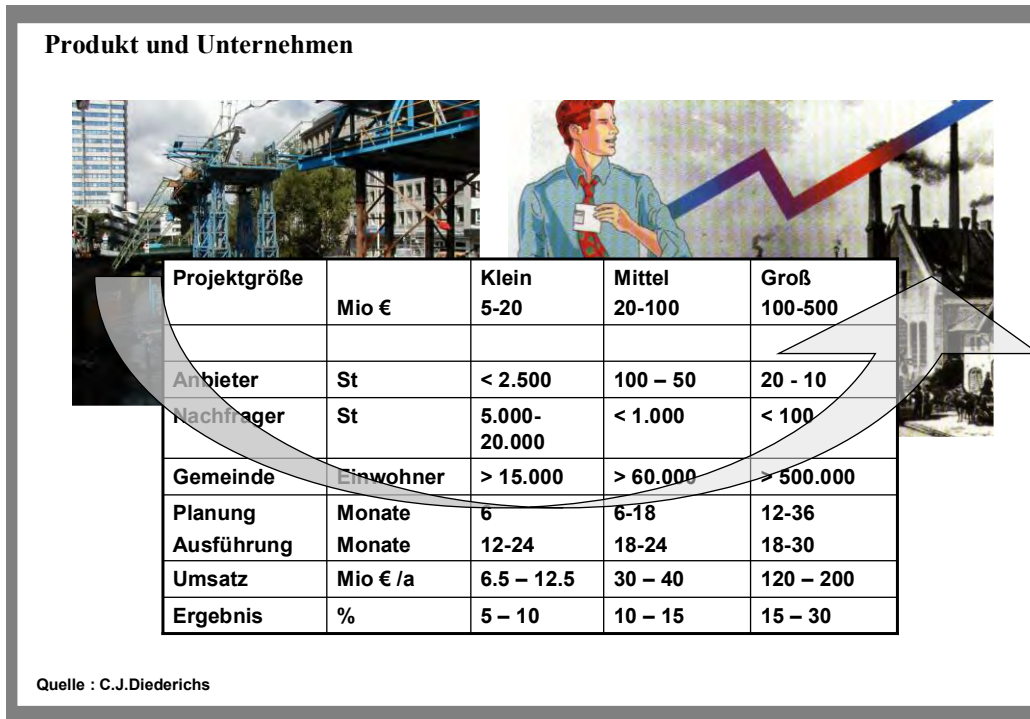 Produkt und Unternehmen
Projektgröße Klein Mittel Groß
Mio € 5-20 20-100 100-500
Anbieter St < 2.500 100 – 50 20 - 10
Nachfrager St 5.000- < 1.000 < 100
20.000
Gemeinde Einwohner > 15.000 > 60.000 > 500.000
Planung Monate 6 6-18 12-36
Ausführung Monate 12-24 18-24 18-30
Umsatz Mio € /a 6.5 – 12.5 30 – 40 120 – 200
Ergebnis % 5 – 10 10 – 15 15 – 30
Quelle : C.J.Diederichs